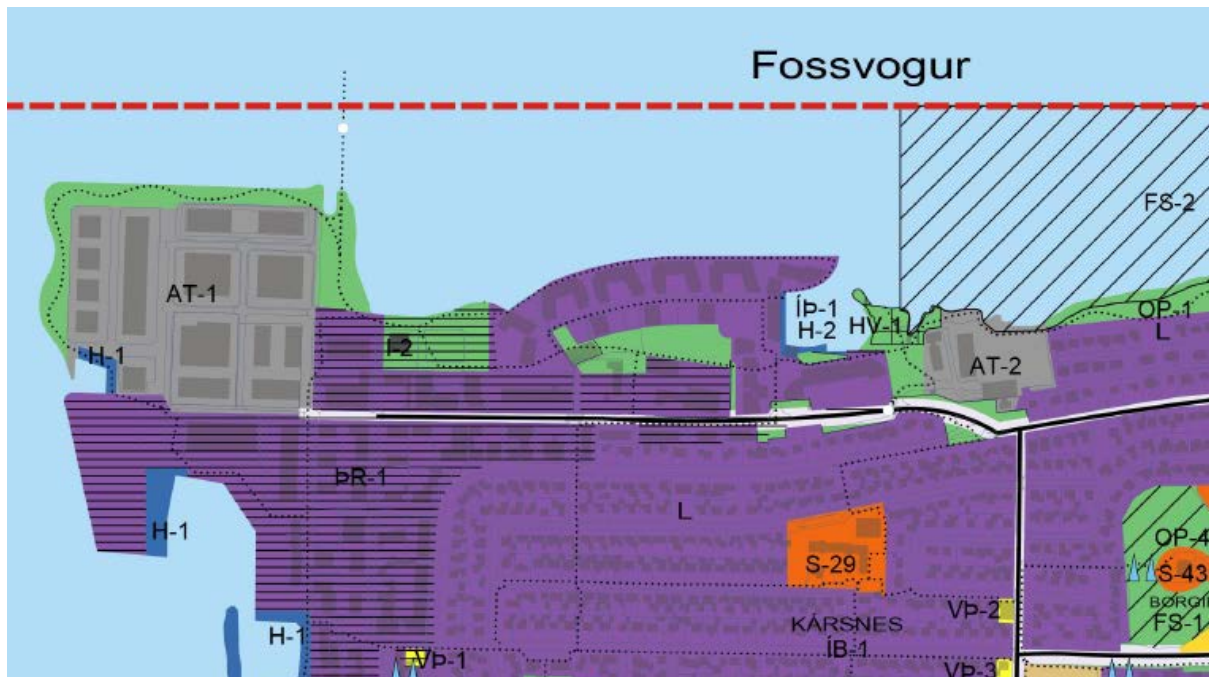 Fossvogur
FS-2
AT-1
ÍÞ-1
H-2
HV-1
OP-1
L
H-1
I-2
AT-2
ÞR-1
L
H-1
S-29
OP-4
S-43
BORGI
FS-1
VÞ-2
H-1
KÁRSNES
ÍB-1
VÞ-1
VÞ-3